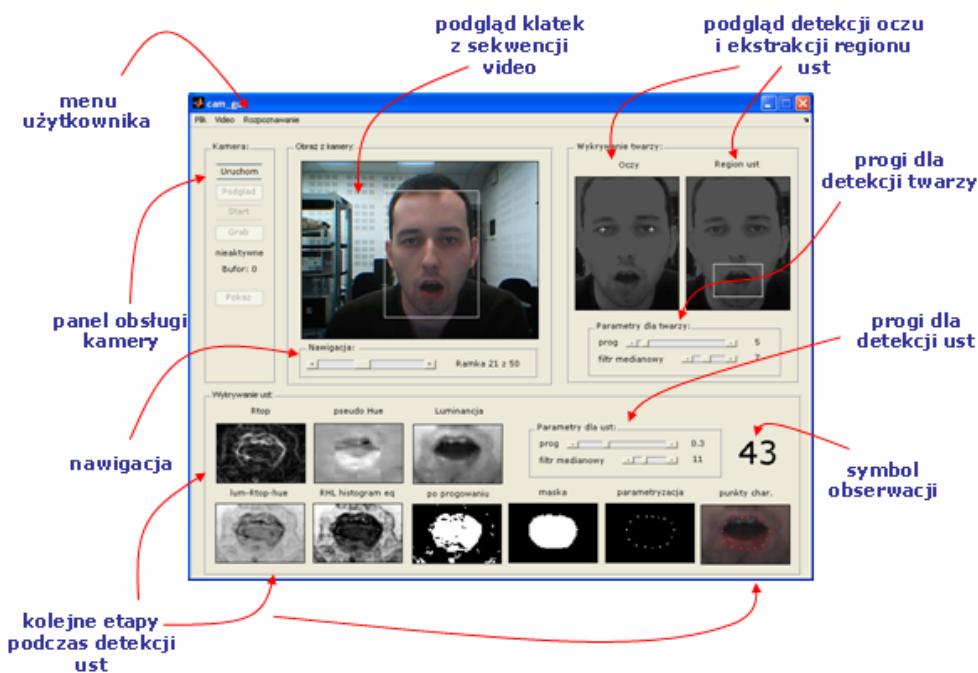 podgląd klatek
z sekwencji
video
podgląd detekcji oczu
i ekstrakcji regionu
ust
menu
użytkownika
cam_gui
Plik Video Rozpoznawanie
Kamera:
Uruchom
Podglad
Start
Grab
nieaktywne
Bufor: 0
Pokaz
Obraz z kamery:
Nawigacja:
Ramka 21 z 50
Wykrywanie twarzy:
Oczy
Region ust
Parametry dla twarzy:
prog 5
filtr medianowy 7
progi dla
detekcji twarzy
panel obsługi
kamery
progi dla
detekcji ust
Wykrywanie ust:
Rtop
pseudo Hue
Luminancja
Parametry dla ust:
prog 0.3
filtr medianowy 11
43
nawigacja
symbol
obserwacji
lum-Rtop-hue
RHL histogram eq
po progowaniu
maska
parametryzacja
punkty char.
kolejne etapy
podczas detekcji
ust